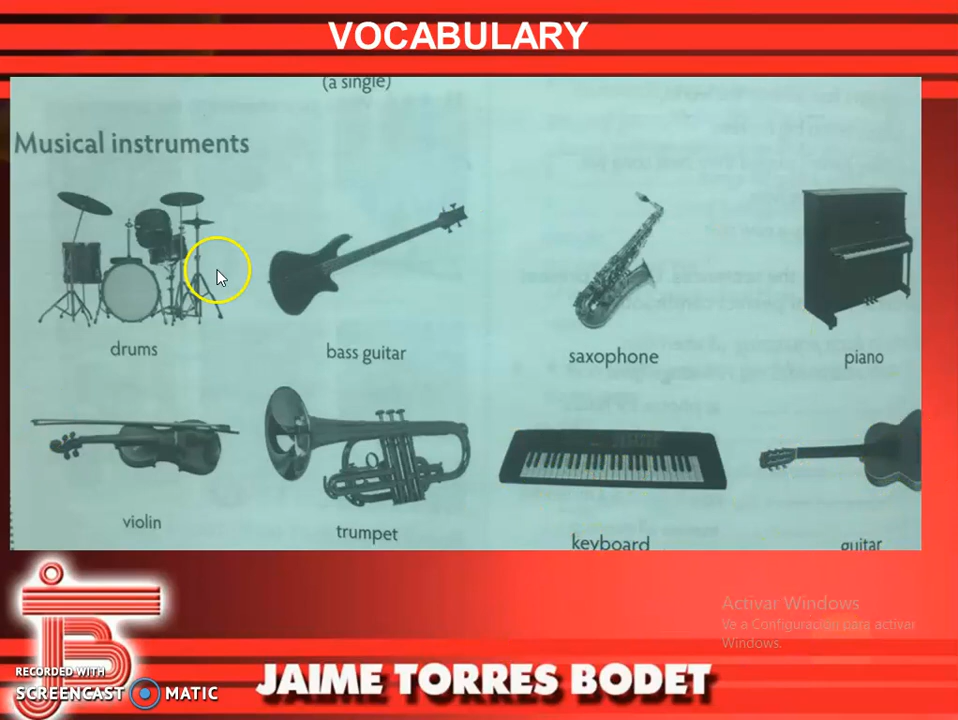 VOCABULARY
(a single)
Musical instruments
drums
bass guitar
saxophone
piano
violin
trumpet
keyboard
guitar
Activar Windows
Ve a Configuración para activar
Windows.
RECORDED WITH
SCREENCAST MATIC
JAIME TORRES BODET